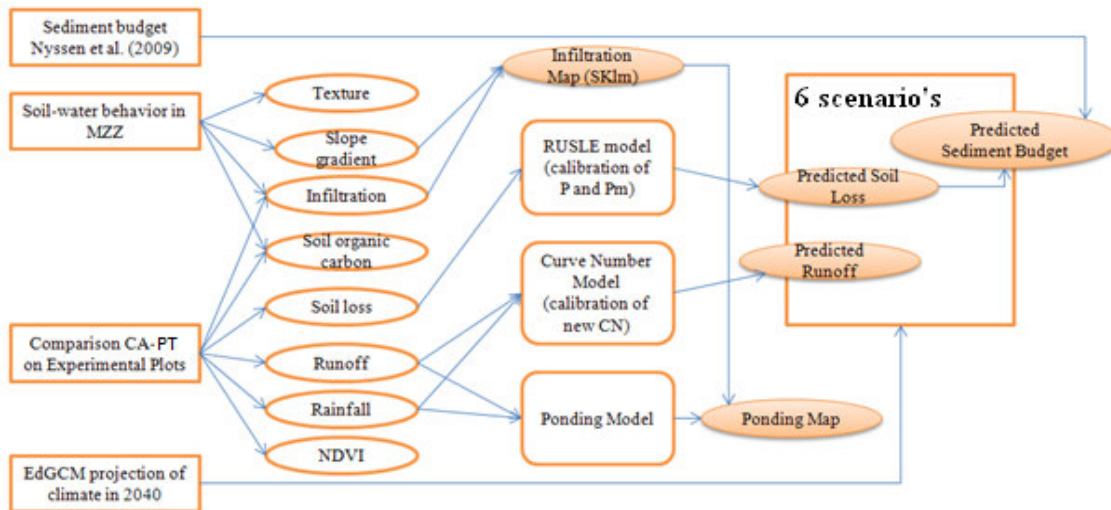 Sediment budget
Nyssen et al. (2009)
Soil-water behavior in
MZZ
Comparison CA-PT
on Experimental Plots
EdGCM projection of
climate in 2040
Texture
Slope
gradient
Infiltration
Soil organic
carbon
Soil loss
Runoff
Rainfall
NDVI
Infiltration
Map (SKlm)
RUSLE model
(calibration of
P and Pm)
Curve Number
Model
(calibration of
new CN)
Ponding Model
Ponding Map
6 scenario's
Predicted
Sediment Budget
Predicted Soil
Loss
Predicted
Runoff